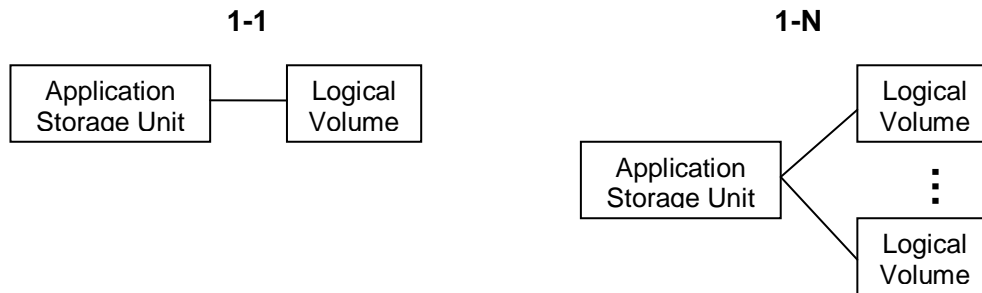 1-1
Application
Storage Unit
Logical
Volume
1-N
Application
Storage Unit
Logical
Volume
Logical
Volume